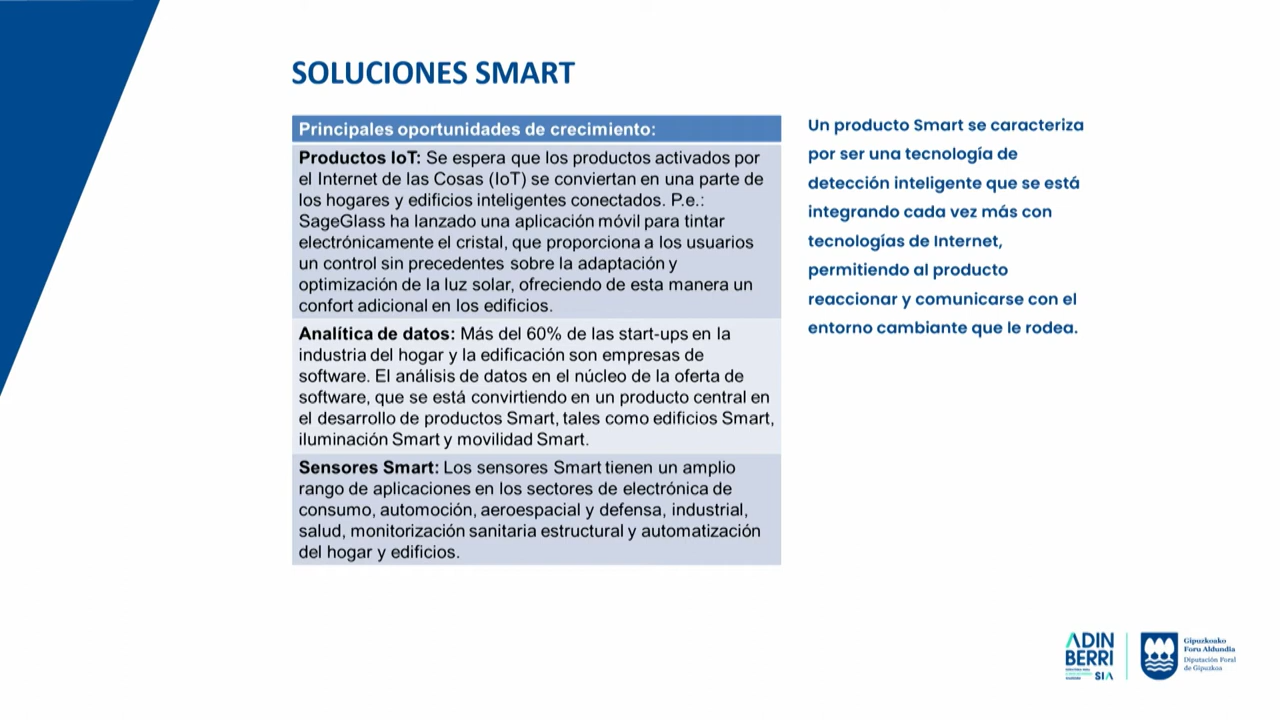 SOLUCIONES SMART
Principales oportunidades de crecimiento:
Productos IoT: Se espera que los productos activados por
el Internet de las Cosas (IoT) se conviertan en una parte de
los hogares y edificios inteligentes conectados. P.e.:
SageGlass ha lanzado una aplicación móvil para tintar
electrónicamente el cristal, que proporciona a los usuarios
un control sin precedentes sobre la adaptación y
optimización de la luz solar, ofreciendo de esta manera un
confort adicional en los edificios.
Analítica de datos: Más del 60% de las start-ups en la
industria del hogar y la edificación son empresas de
software. El análisis de datos en el núcleo de la oferta de
software, que se está convirtiendo en un producto central en
el desarrollo de productos Smart, tales como edificios Smart,
iluminación Smart y movilidad Smart.
Sensores Smart: Los sensores Smart tienen un amplio
rango de aplicaciones en los sectores de electrónica de
consumo, automoción, aeroespacial y defensa, industrial,
salud, monitorización sanitaria estructural y automatización
del hogar y edificios.
Un producto Smart se caracteriza
por ser una tecnología de
detección inteligente que se está
integrando cada vez más con
tecnologías de Internet,
permitiendo al producto
reaccionar y comunicarse con el
entorno cambiante que le rodea.
ADIN
BERRI
SIA
Gipuzkoako
Foru Aldundia
Diputación Foral
de Gipuzkoa